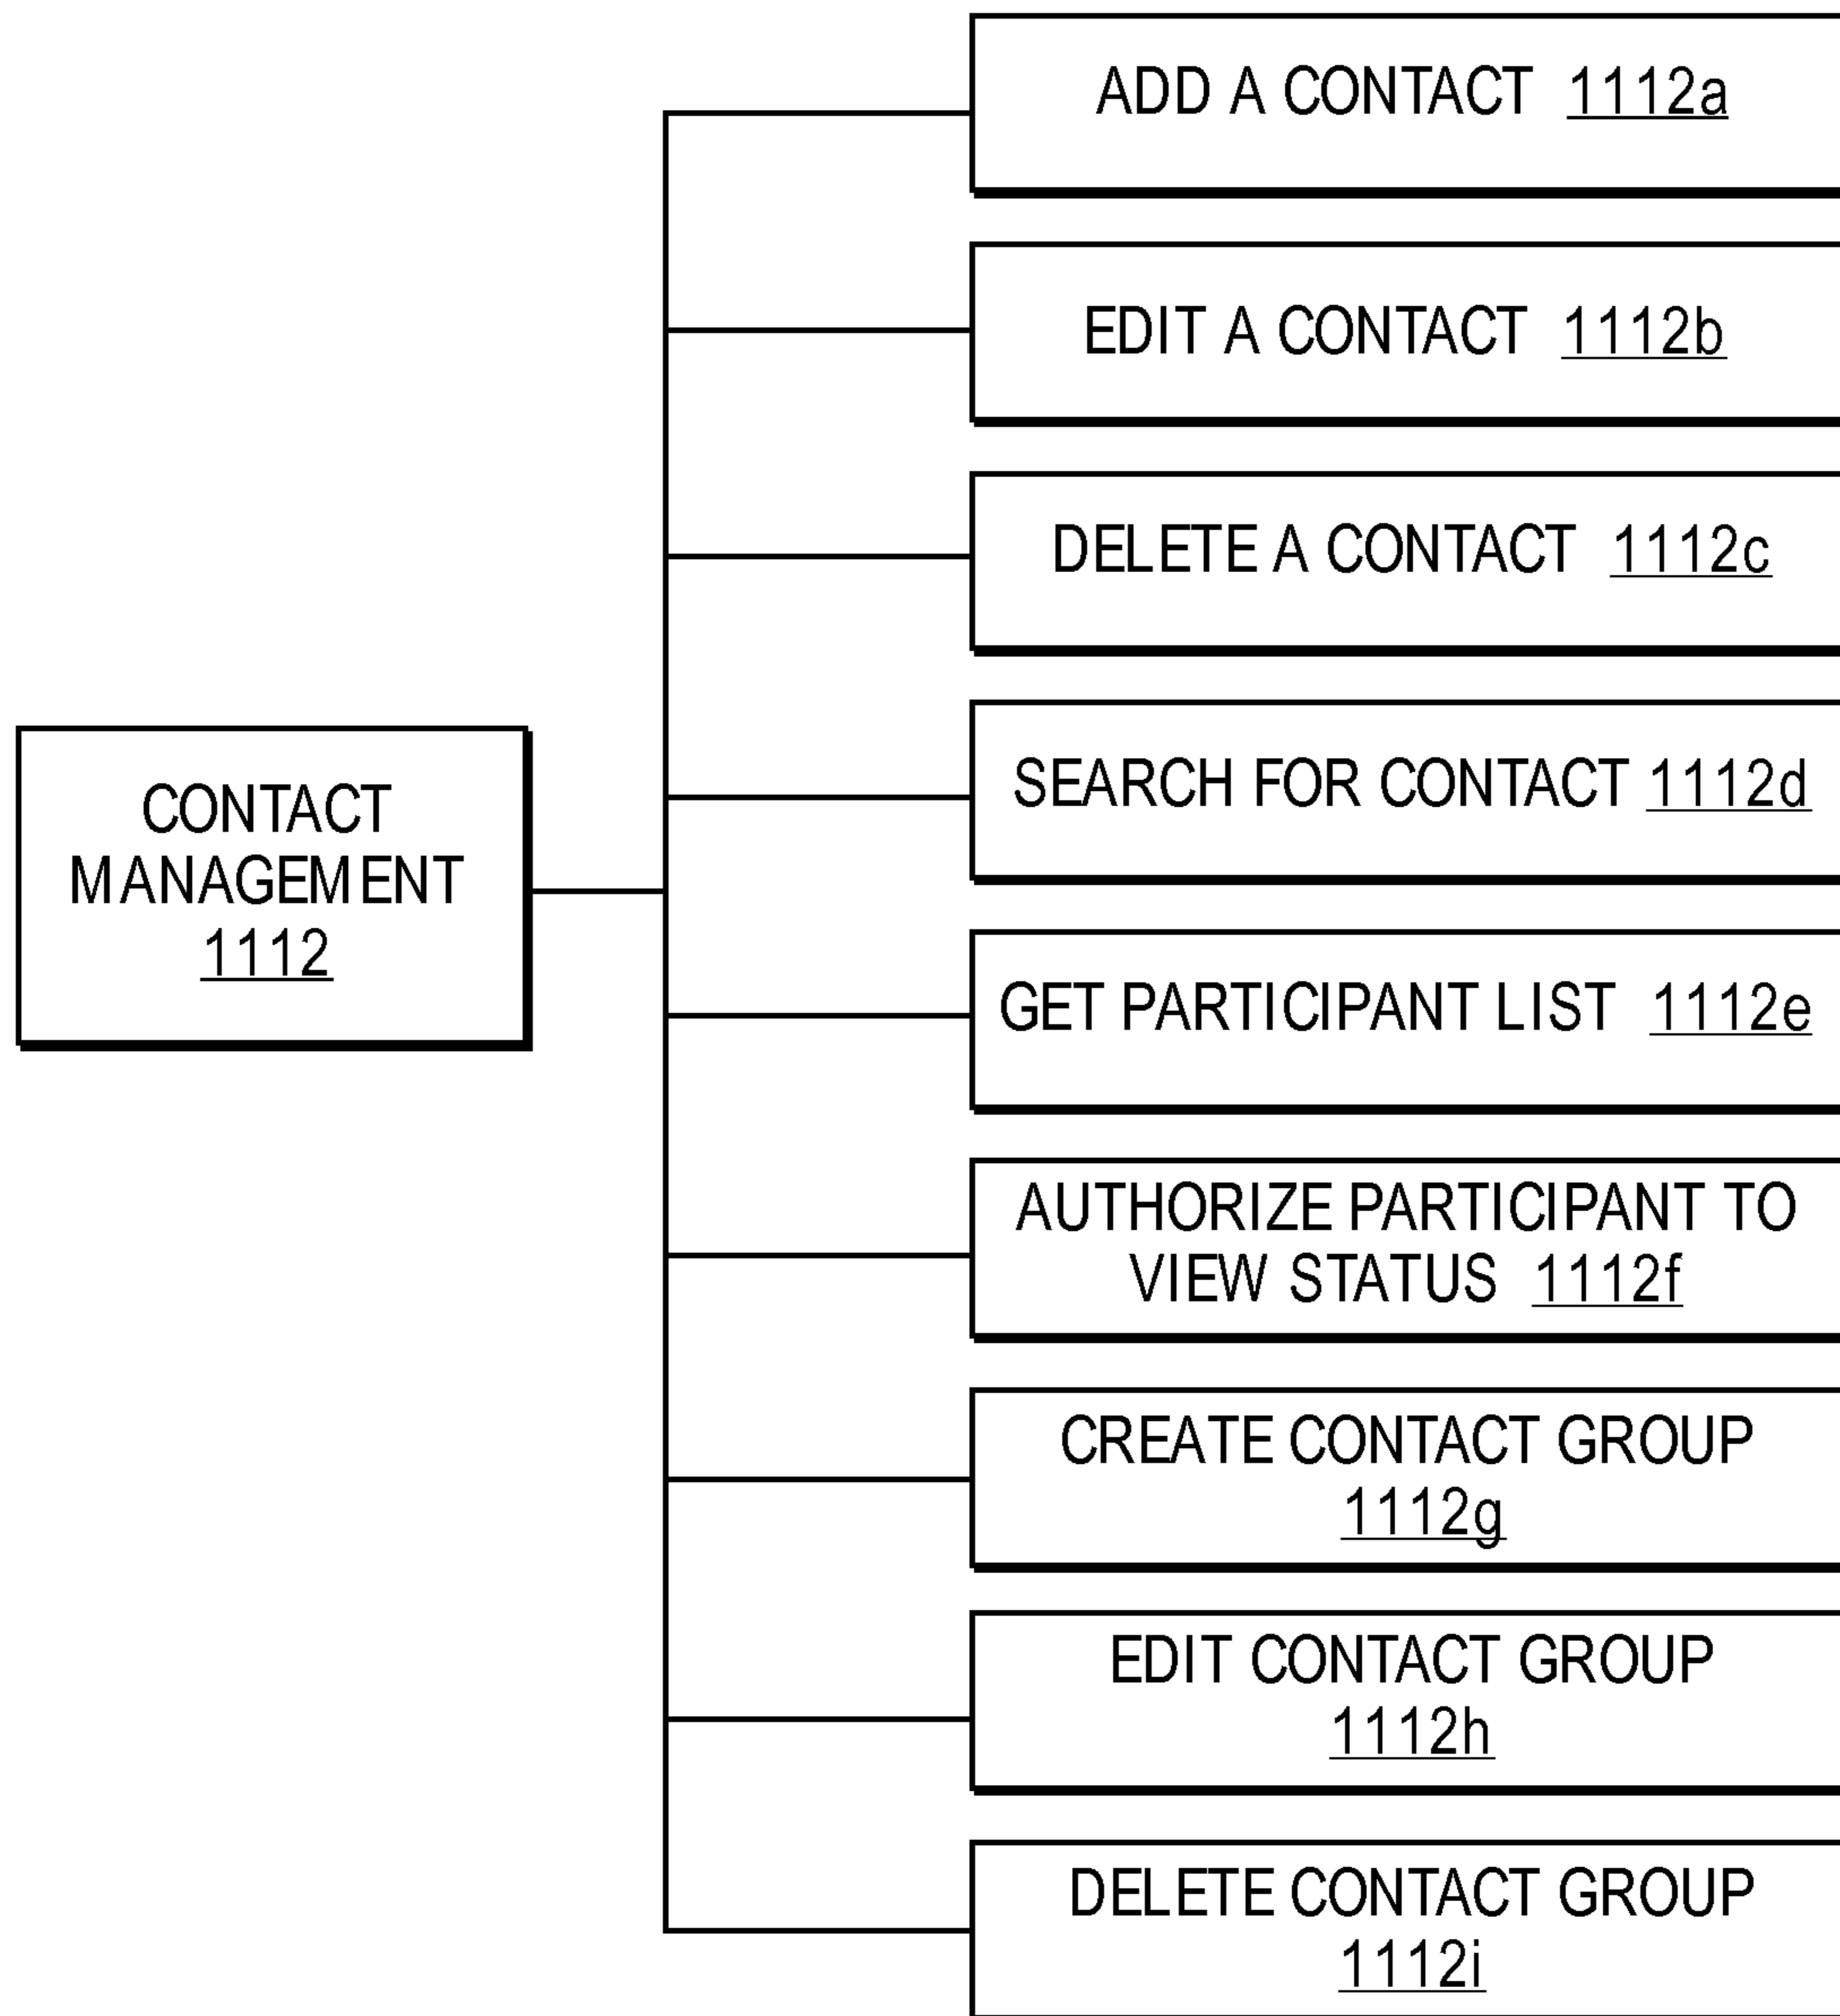 ADD A CONTACT 1112a
EDIT A CONTACT 1112b
DELETE A CONTACT 1112c
SEARCH FOR CONTACT 1112d
CONTACT
MANAGEMENT
1112
GET PARTICIPANT LIST 1112e
AUTHORIZE PARTICIPANT TO
VIEW STATUS 1112f
CREATE CONTACT GROUP
1112g
EDIT CONTACT GROUP
1112h
DELETE CONTACT GROUP
1112i